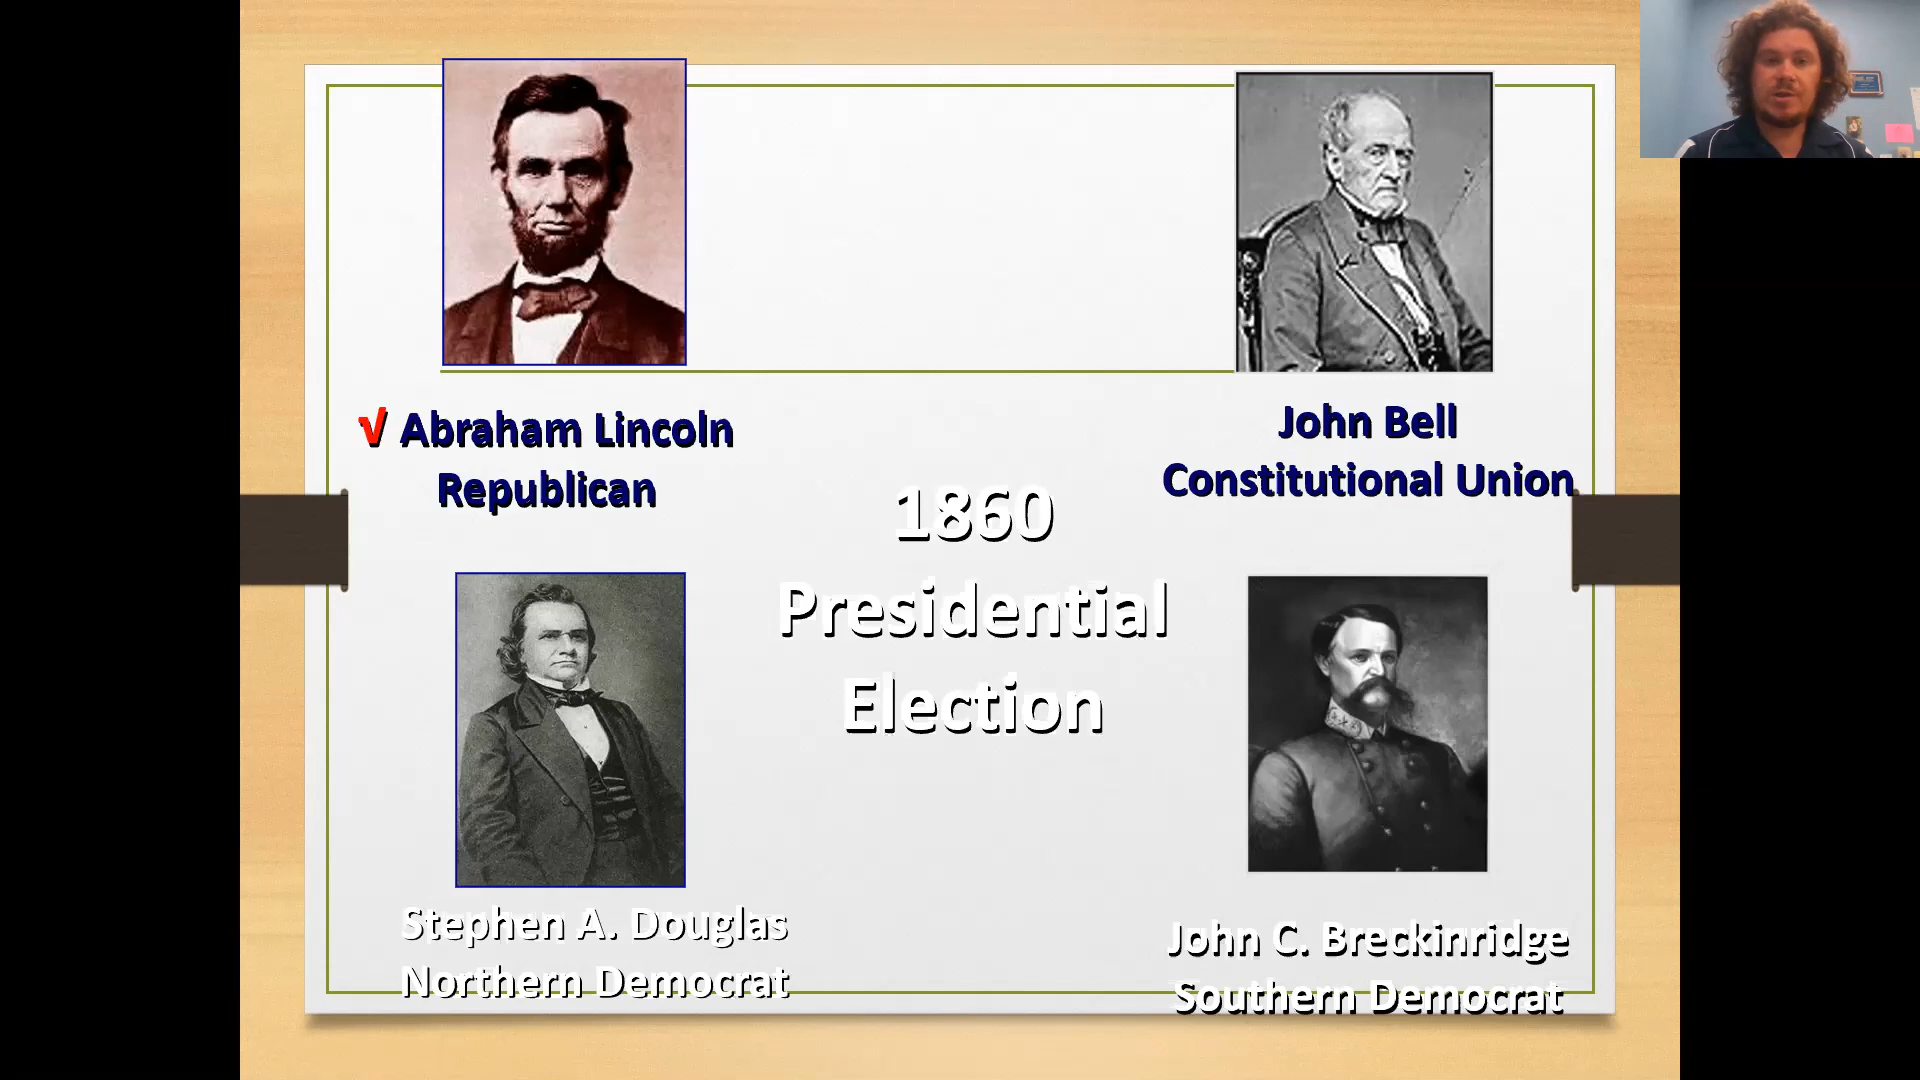 √ Abraham Lincoln
Republican
John Bell
Constitutional Union
1860
Presidential
Election
Stephen A. Douglas
Northern Democrat
John C. Breckinridge
Southern Democrat